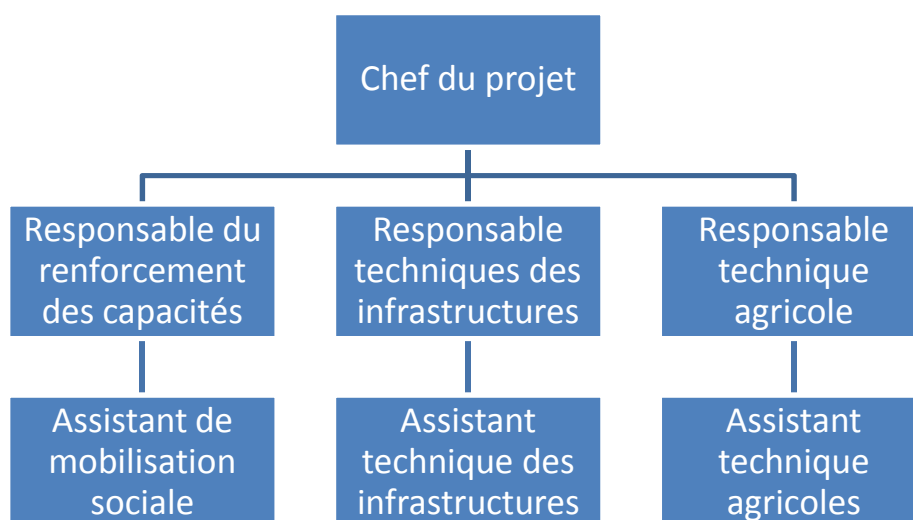 Chef du projet
Responsable du
renforcement
des capacités
Responsable
techniques des
infrastructures
Responsable
technique
agricole
Assistant de
mobilisation
sociale
Assistant
technique des
infrastructures
Assistant
technique
agricoles